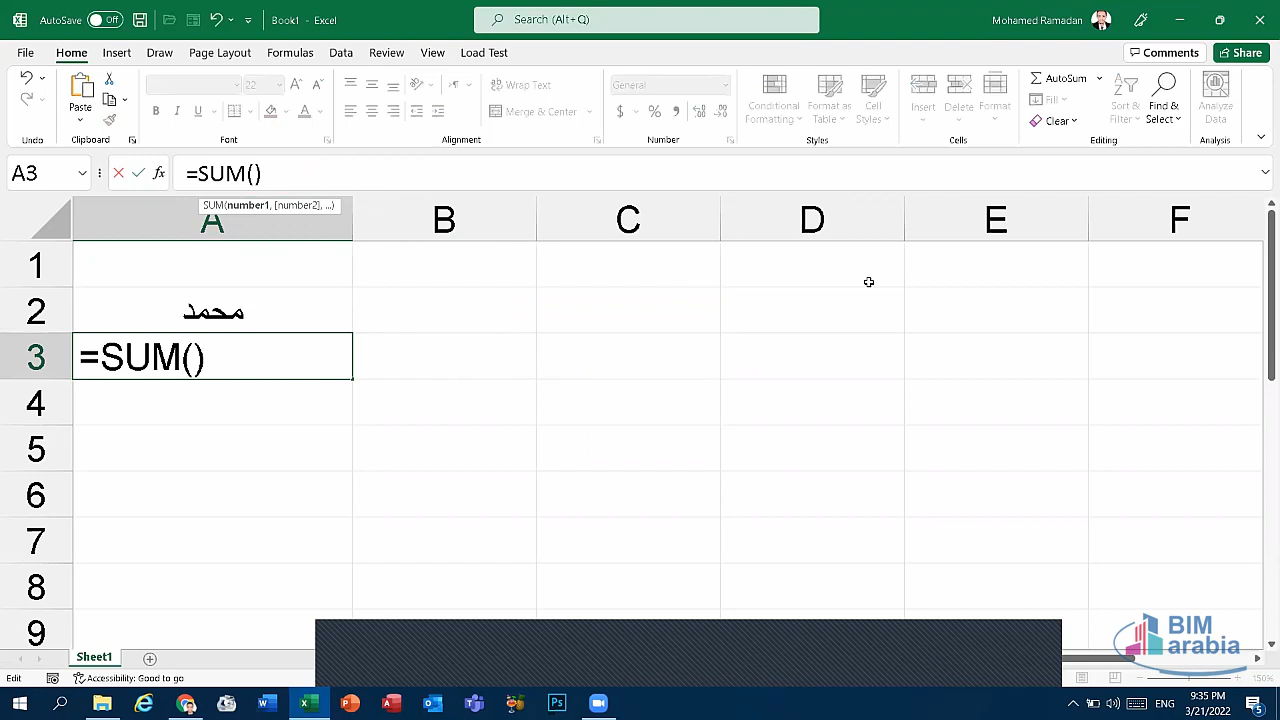 AutoSave Off Book1 - Excel Search (Alt+Q) Mohamed Ramadan
File Home Insert Draw Page Layout Formulas Data Review View Load Test Comments Share
Paste
22
B I U
Wrap Text
Merge & Center
General
$ %
Conditional
Formatting
Format as
Table
Cell
Styles
Insert Delete Format
AutoSum
Fill
Clear
Sort &
Filter
Find &
Select
Analyze
Data
Undo Clipboard Font Alignment Number Styles Cells Editing Analysis
A3 fx =SUM()
SUM(number1, [number2], ...)
A B C D E F
1
2 محمد
3 =SUM()
4
5
6
7
8
9
BIM
arabia
Sheet1
Edit Accessibility: Good to go 150%
ENG 9:35 PM
3/21/2022 5